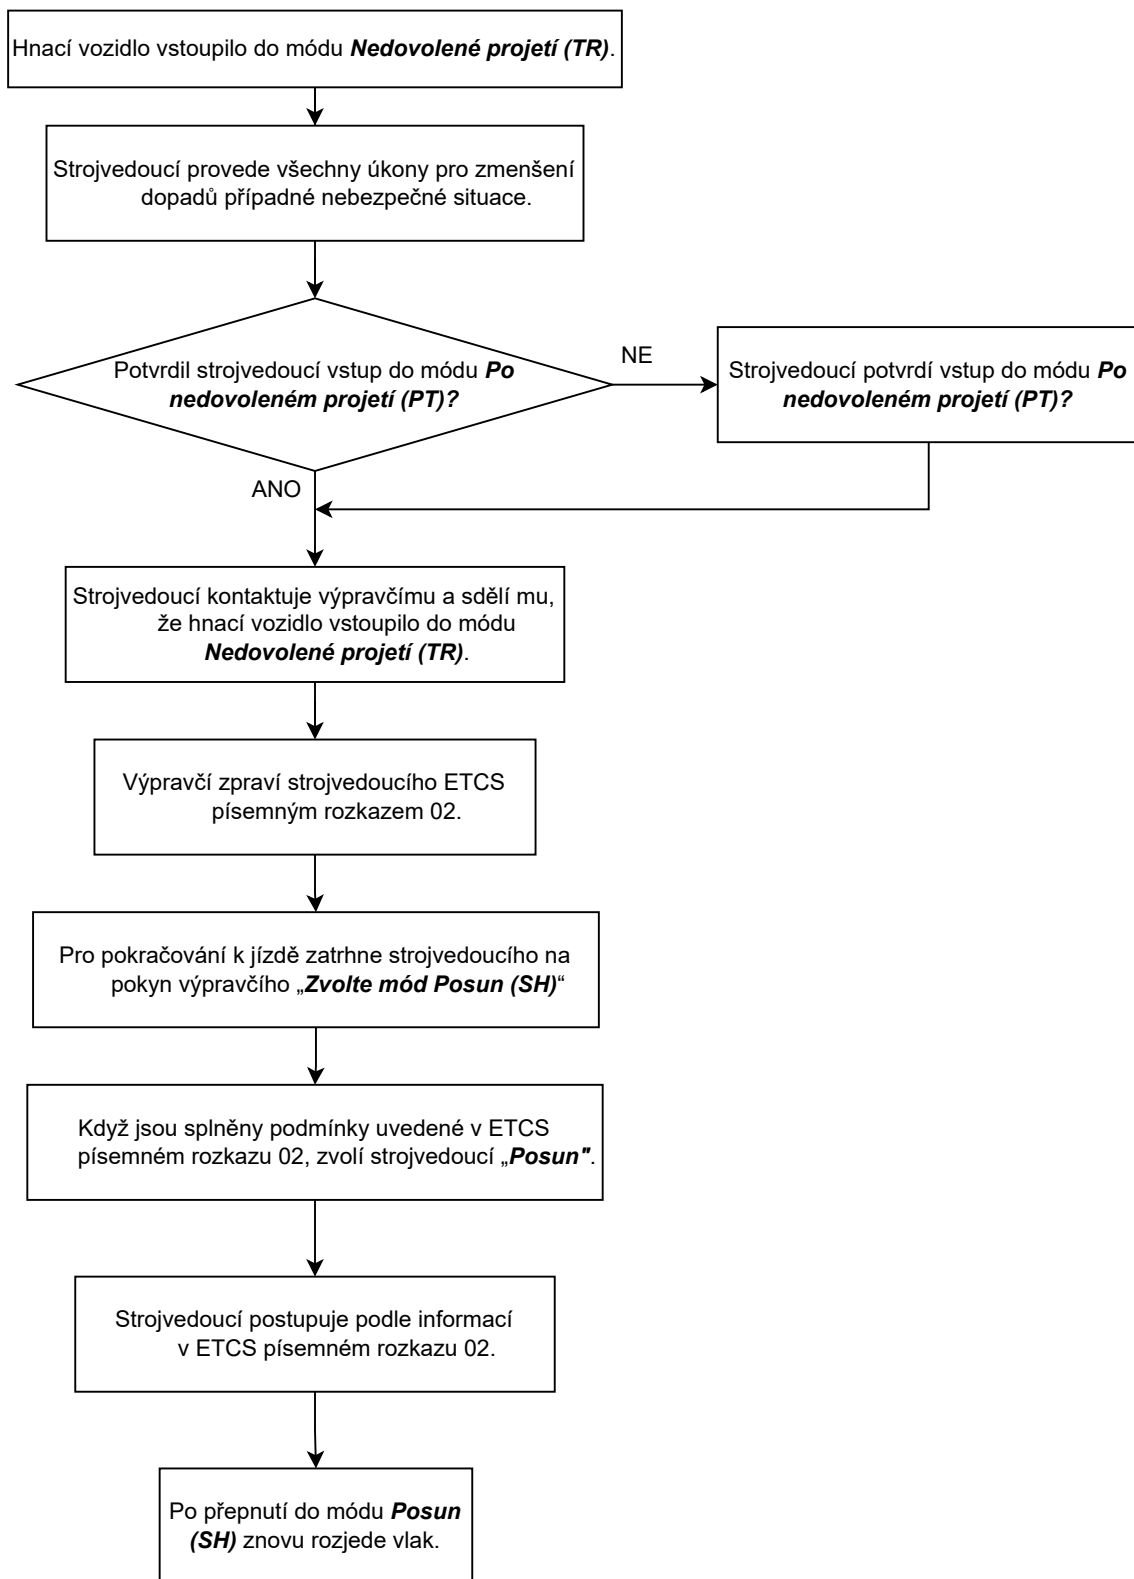 Hnací vozidlo vstoupilo do módu Nedovolené projetí (TR).
Strojvedoucí provede všechny úkony pro zmenšení
dopadů případné nebezpečné situace.
Potvrdil strojvedoucí vstup do módu Po
nedovoleném projetí (PT)?
NE
Strojvedoucí potvrdí vstup do módu Po
nedovoleném projetí (PT)?
ANO
Strojvedoucí kontaktuje výpravčímu a sdělí mu,
že hnací vozidlo vstoupilo do módu
Nedovolené projetí (TR).
Výpravčí zpraví strojvedoucího ETCS
písemným rozkazem 02.
Pro pokračování k jízdě zatrhne strojvedoucího na
pokyn výpravčího „Zvolte mód Posun (SH)“
Když jsou splněny podmínky uvedené v ETCS
písemném rozkazu 02, zvolí strojvedoucí „Posun".
Strojvedoucí postupuje podle informací
v ETCS písemném rozkazu 02.
Po přepnutí do módu Posun
(SH) znovu rozjede vlak.